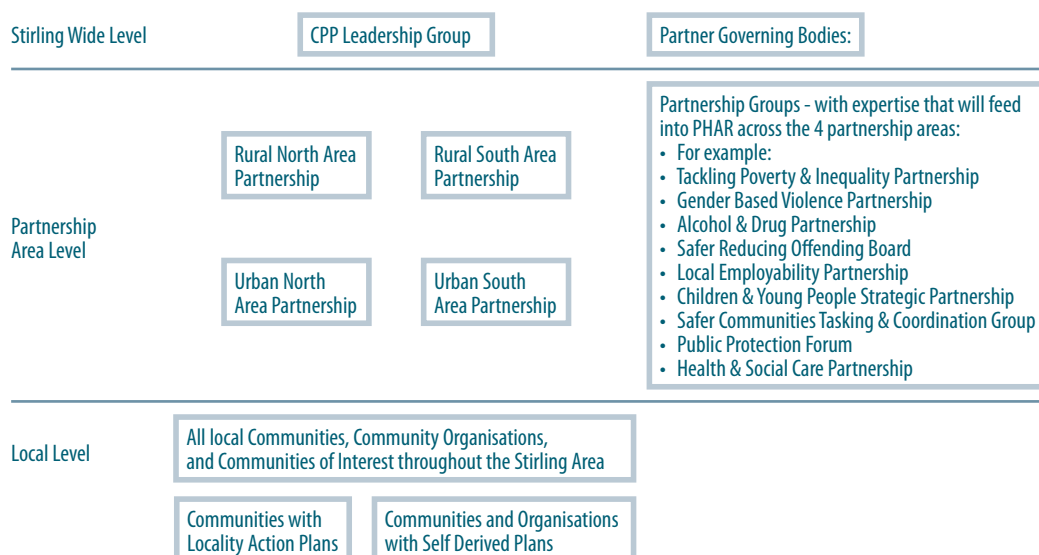 Stirling Wide Level
CPP Leadership Group
Partner Governing Bodies:
Partnership
Area Level
Rural North Area
Partnership
Rural South Area
Partnership
Urban North
Area Partnership
Urban South
Area Partnership
Partnership Groups - with expertise that will feed
into PHAR across the 4 partnership areas:
• For example:
• Tackling Poverty & Inequality Partnership
• Gender Based Violence Partnership
• Alcohol & Drug Partnership
• Safer Reducing Offending Board
• Local Employability Partnership
• Children & Young People Strategic Partnership
• Safer Communities Tasking & Coordination Group
• Public Protection Forum
• Health & Social Care Partnership
Local Level
All local Communities, Community Organisations,
and Communities of Interest throughout the Stirling Area
Communities with
Locality Action Plans
Communities and Organisations
with Self Derived Plans